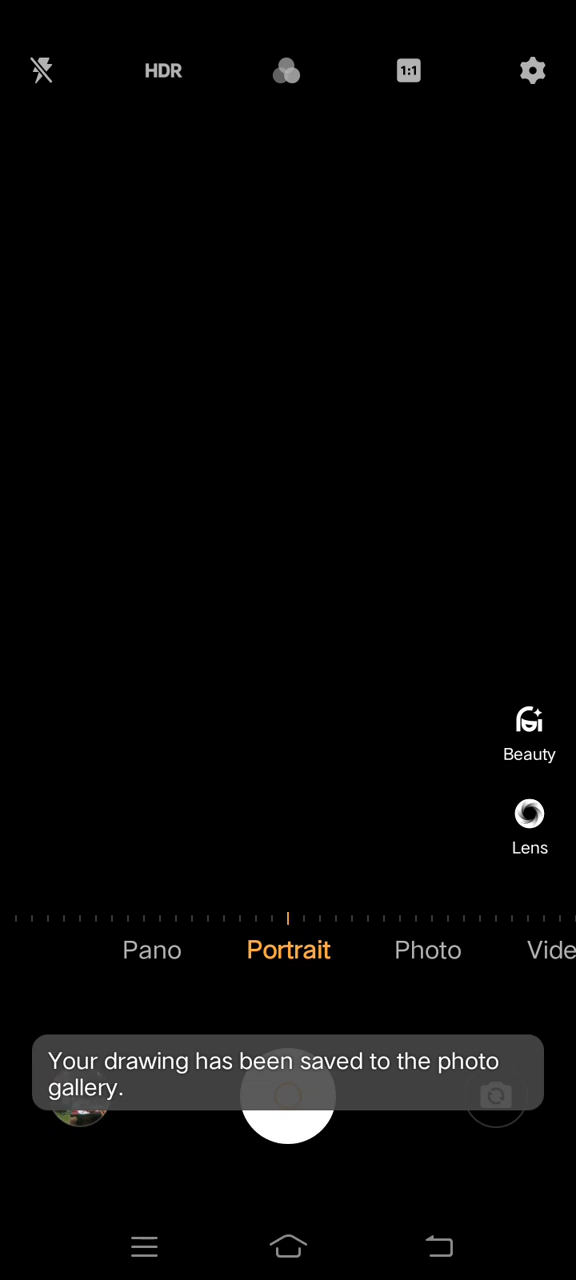 HDR
1:1
Beauty
Lens
Pano Portrait Photo Vide
Your drawing has been saved to the photo
gallery.